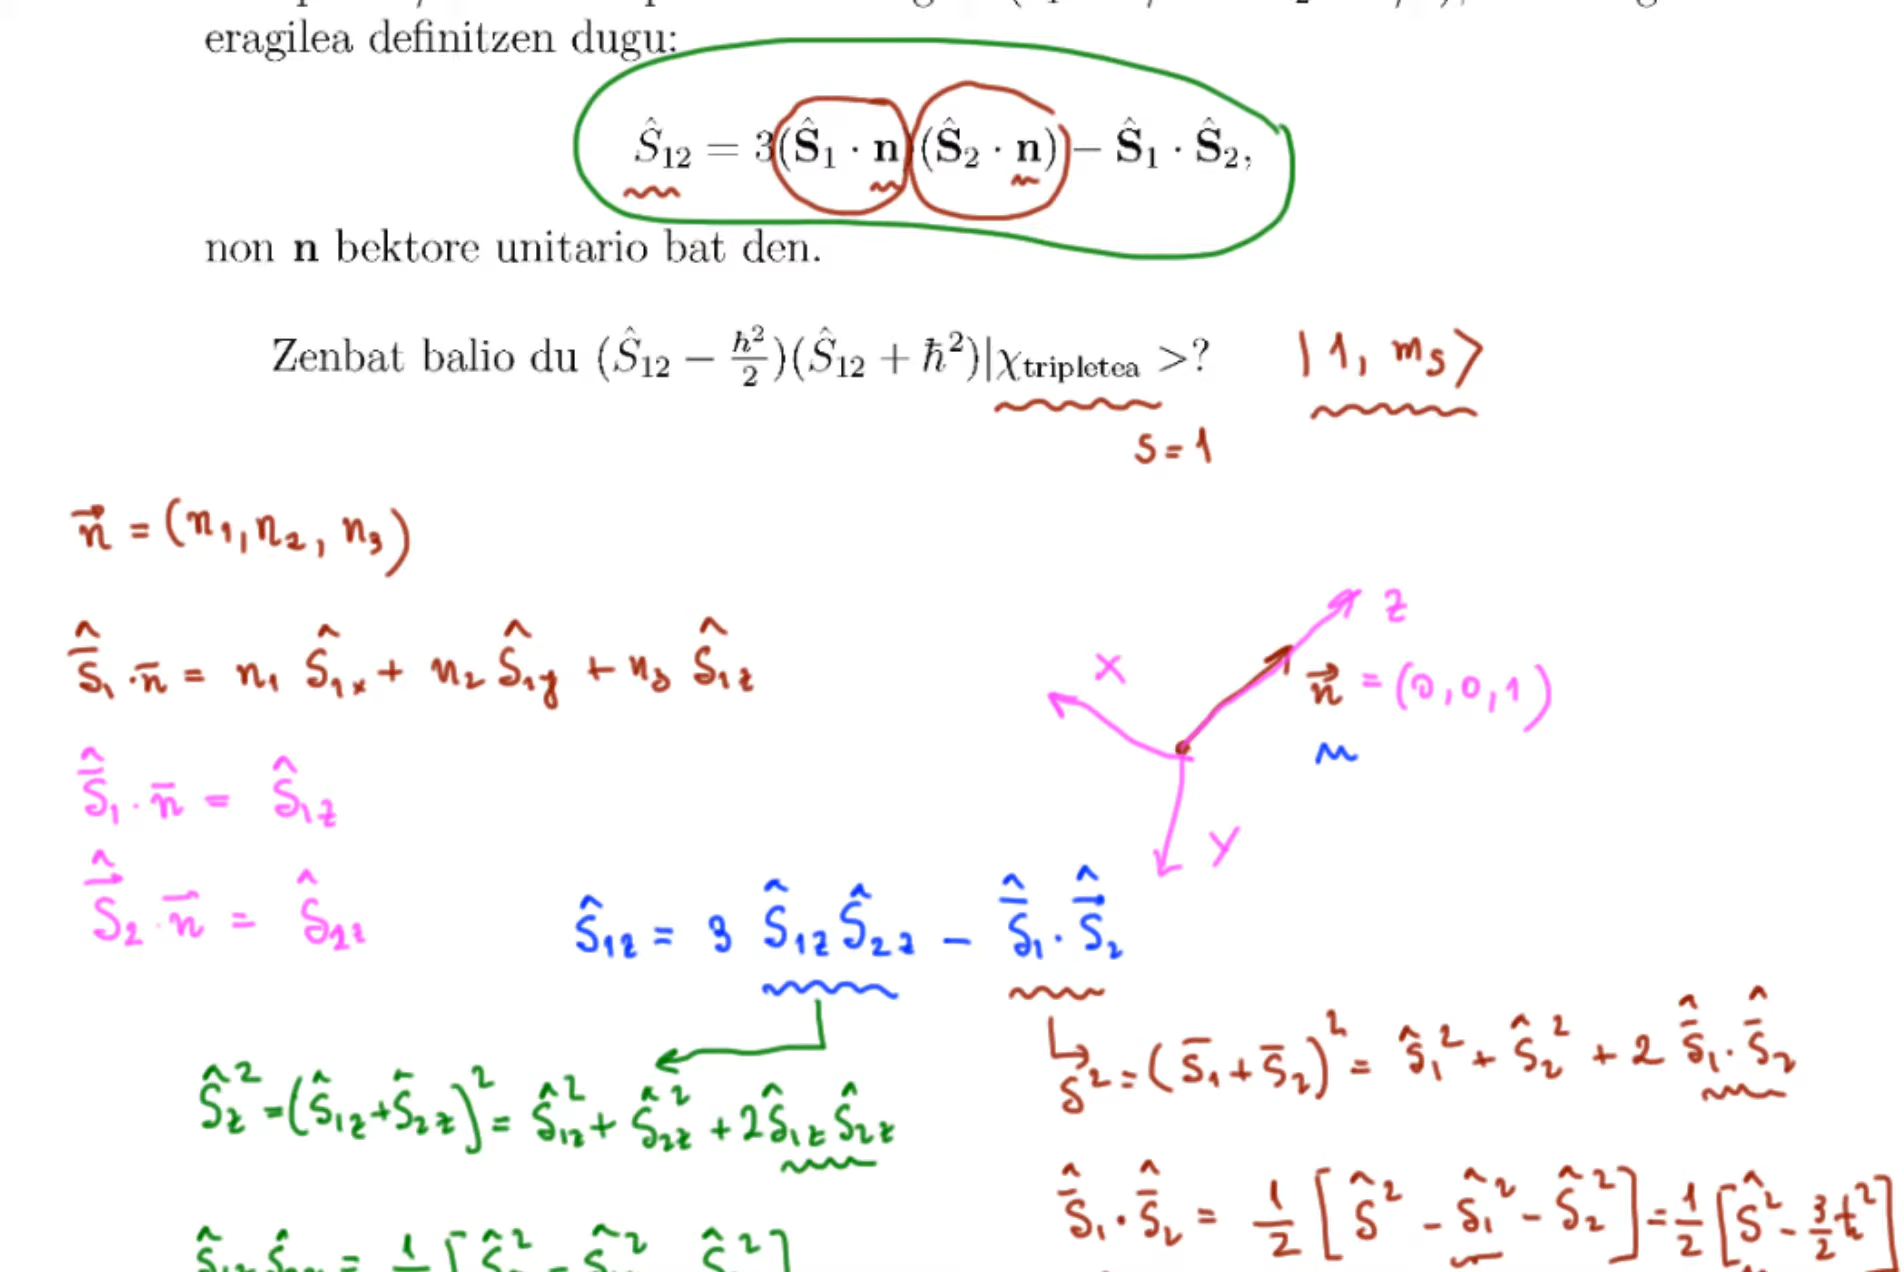 eragilea definitzen dugu:
Ŝ₁₂ = 3(Ŝ₁ · n)(Ŝ₂ · n) − Ŝ₁ · Ŝ₂,
non n bektore unitario bat den.
Zenbat balio du (Ŝ₁₂ − ħ²/2)(Ŝ₁₂ + ħ²)|χtripletea >?
|1, mₛ⟩
s = 1
n⃗ = (n₁, n₂, n₃)
Ŝ₁ · n̄ = n₁ Ŝ₁ₓ + n₂ Ŝ₁y + n₃ Ŝ₁z
z
x
n⃗ = (0, 0, 1)
Ŝ₁ · n̄ = Ŝ₁z
y
Ŝ₂ · n̄ = Ŝ₂z
Ŝ₁₂ = 3 Ŝ₁z Ŝ₂z − Ŝ₁ · Ŝ₂
Ŝz² = (Ŝ₁z + Ŝ₂z)² = Ŝ₁z² + Ŝ₂z² + 2Ŝ₁z Ŝ₂z
S² = (S̄₁ + S̄₂)² = Ŝ₁² + Ŝ₂² + 2 Ŝ₁ · Ŝ₂
Ŝ₁ · Ŝ₂ = 1/2 [Ŝ² − Ŝ₁² − Ŝ₂²] = 1/2 [Ŝ² − 3/2 ħ²]